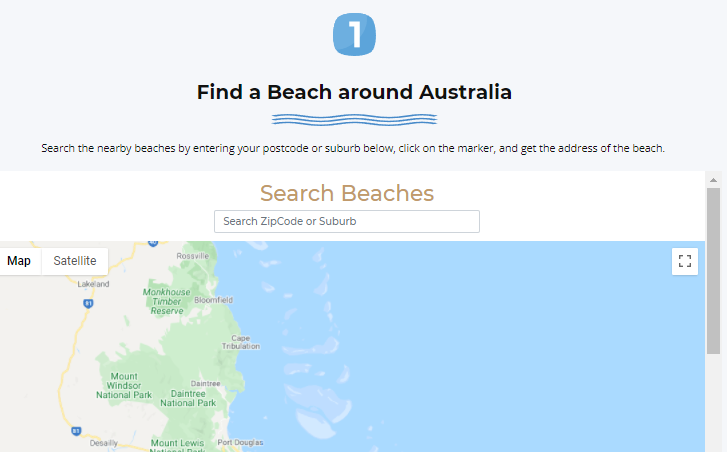 1
Find a Beach around Australia
Search the nearby beaches by entering your postcode or suburb below, click on the marker, and get the address of the beach.
Search Beaches
Search ZipCode or Suburb
Map
Satellite
Rossville
Lakeland
81
Monkhouse
Timber
Reserve
Bloomfield
Cape
Tribulation
Mount
Windsor
National Park
Daintree
Daintree
National Park
81
Desailly
Mount Lewis
National Park
Port Douglas